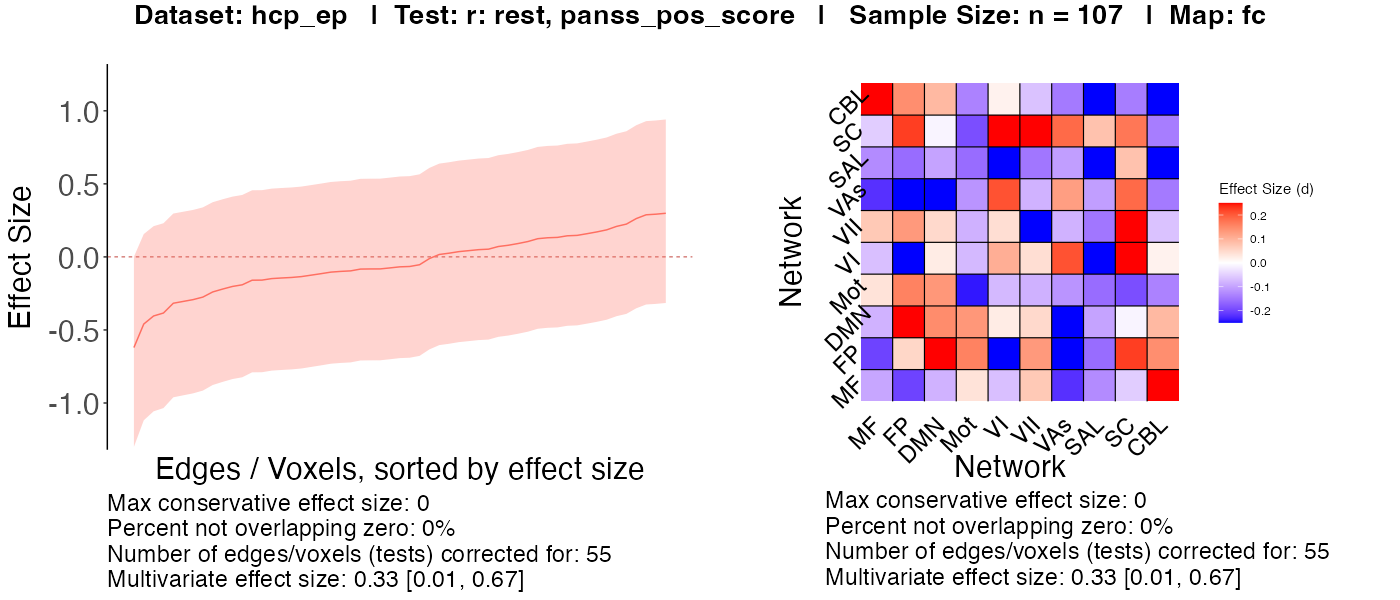 Dataset: hcp_ep | Test: r: rest, panss_pos_score | Sample Size: n = 107 | Map: fc
Effect Size
1.0
0.5
0.0
-0.5
-1.0
Edges / Voxels, sorted by effect size
Max conservative effect size: 0
Percent not overlapping zero: 0%
Number of edges/voxels (tests) corrected for: 55
Multivariate effect size: 0.33 [0.01, 0.67]
Network
CBL
SC
SAL
VAs
VII
VI
Mot
DMN
FP
MF
MF FP DMN Mot VI VII VAs SAL SC CBL
Network
Effect Size (d)
0.2
0.1
0.0
-0.1
-0.2
Max conservative effect size: 0
Percent not overlapping zero: 0%
Number of edges/voxels (tests) corrected for: 55
Multivariate effect size: 0.33 [0.01, 0.67]